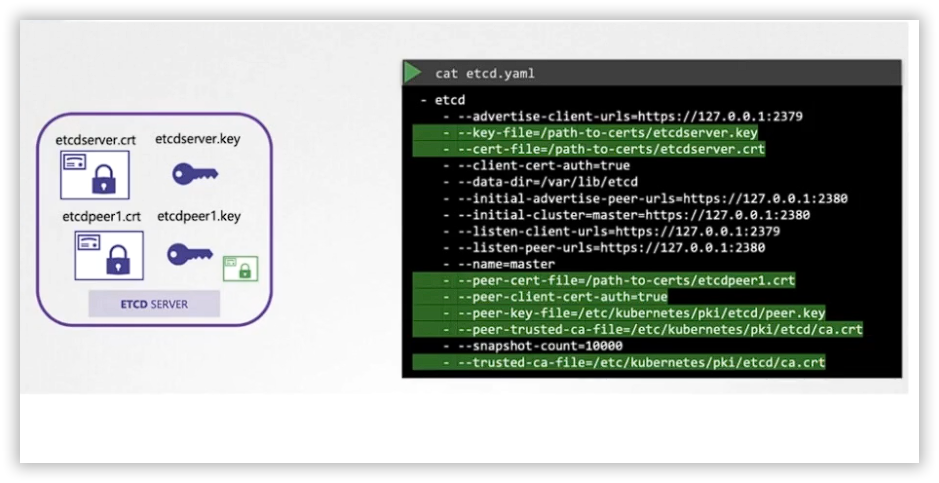 etcdserver.crt
etcdserver.key
etcdpeer1.crt
etcdpeer1.key
ETCD SERVER
cat etcd.yaml
- etcd
- --advertise-client-urls=https://127.0.0.1:2379
- --key-file=/path-to-certs/etcdserver.key
- --cert-file=/path-to-certs/etcdserver.crt
- --client-cert-auth=true
- --data-dir=/var/lib/etcd
- --initial-advertise-peer-urls=https://127.0.0.1:2380
- --initial-cluster=master=https://127.0.0.1:2380
- --listen-client-urls=https://127.0.0.1:2379
- --listen-peer-urls=https://127.0.0.1:2380
- --name=master
- --peer-cert-file=/path-to-certs/etcdpeer1.crt
- --peer-client-cert-auth=true
- --peer-key-file=/etc/kubernetes/pki/etcd/peer.key
- --peer-trusted-ca-file=/etc/kubernetes/pki/etcd/ca.crt
- --snapshot-count=10000
- --trusted-ca-file=/etc/kubernetes/pki/etcd/ca.crt